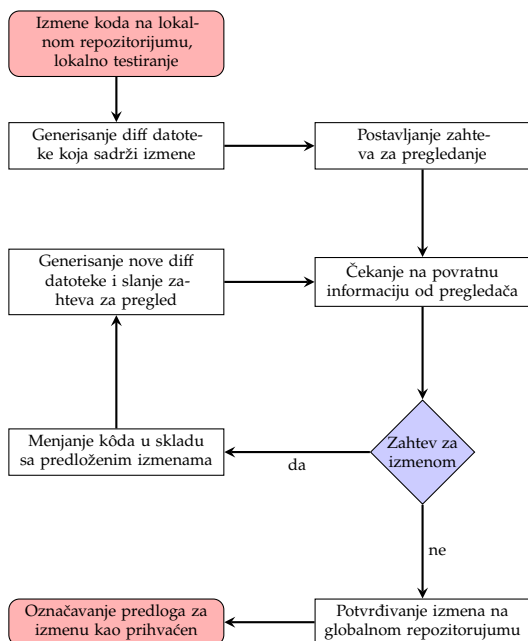 Izmene koda na lokal-
nom repozitorijumu,
lokalno testiranje
Generisanje diff datote-
ke koja sadrži izmene
Postavljanje zahte-
va za pregledanje
Generisanje nove diff
datoteke i slanje za-
hteva za pregled
Čekanje na povratnu
informaciju od pregledača
Menjanje kôda u skladu
sa predloženim izmenama
da
Zahtev za
izmenom
ne
Označavanje predloga za
izmenu kao prihvaćen
Potvrđivanje izmena na
globalnom repozitorujumu